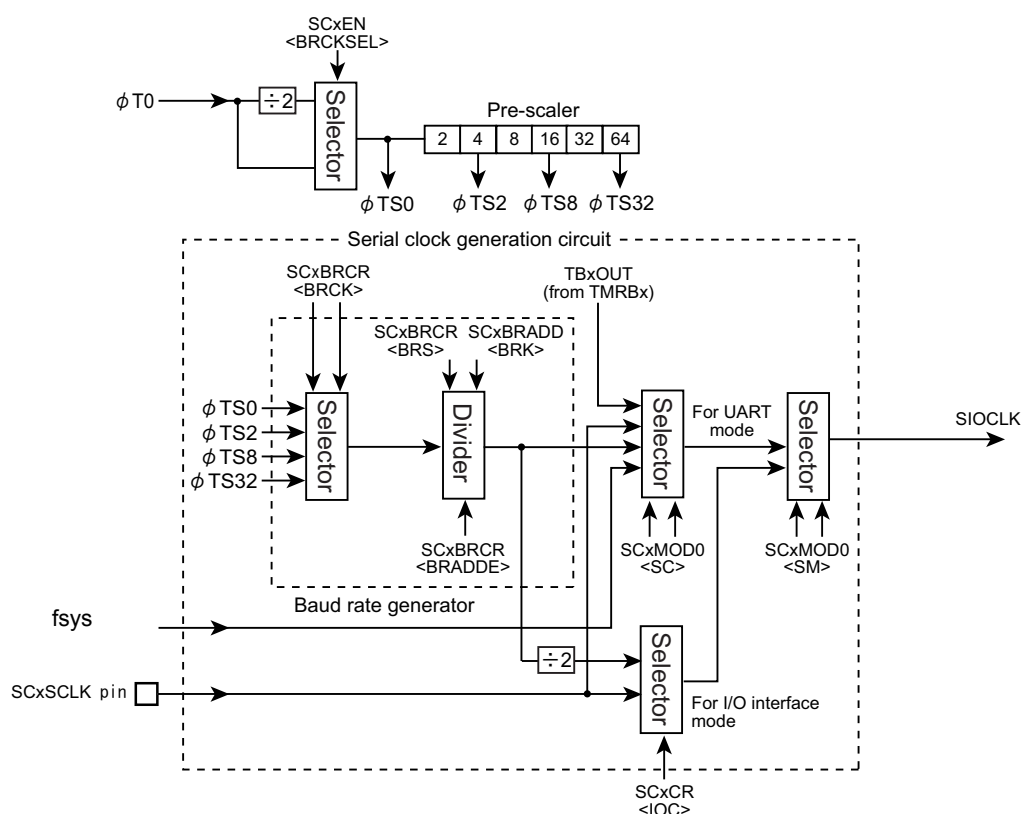 SCxEN
<BRCKSEL>
ϕT0
÷2
Selector
Pre-scaler
2 4 8 16 32 64
ϕTS0
ϕTS2
ϕTS8
ϕTS32
Serial clock generation circuit
SCxBRCR
<BRCK>
TBxOUT
(from TMRBx)
SCxBRCR
<BRS>
SCxBRADD
<BRK>
ϕTS0
ϕTS2
ϕTS8
ϕTS32
Selector
Divider
Selector
For UART
mode
Selector
SIOCLK
SCxBRCR
<BRADDE>
SCxMOD0
<SC>
SCxMOD0
<SM>
Baud rate generator
fsys
÷2
Selector
SCxSCLK pin
For I/O interface
mode
SCxCR
<IOC>